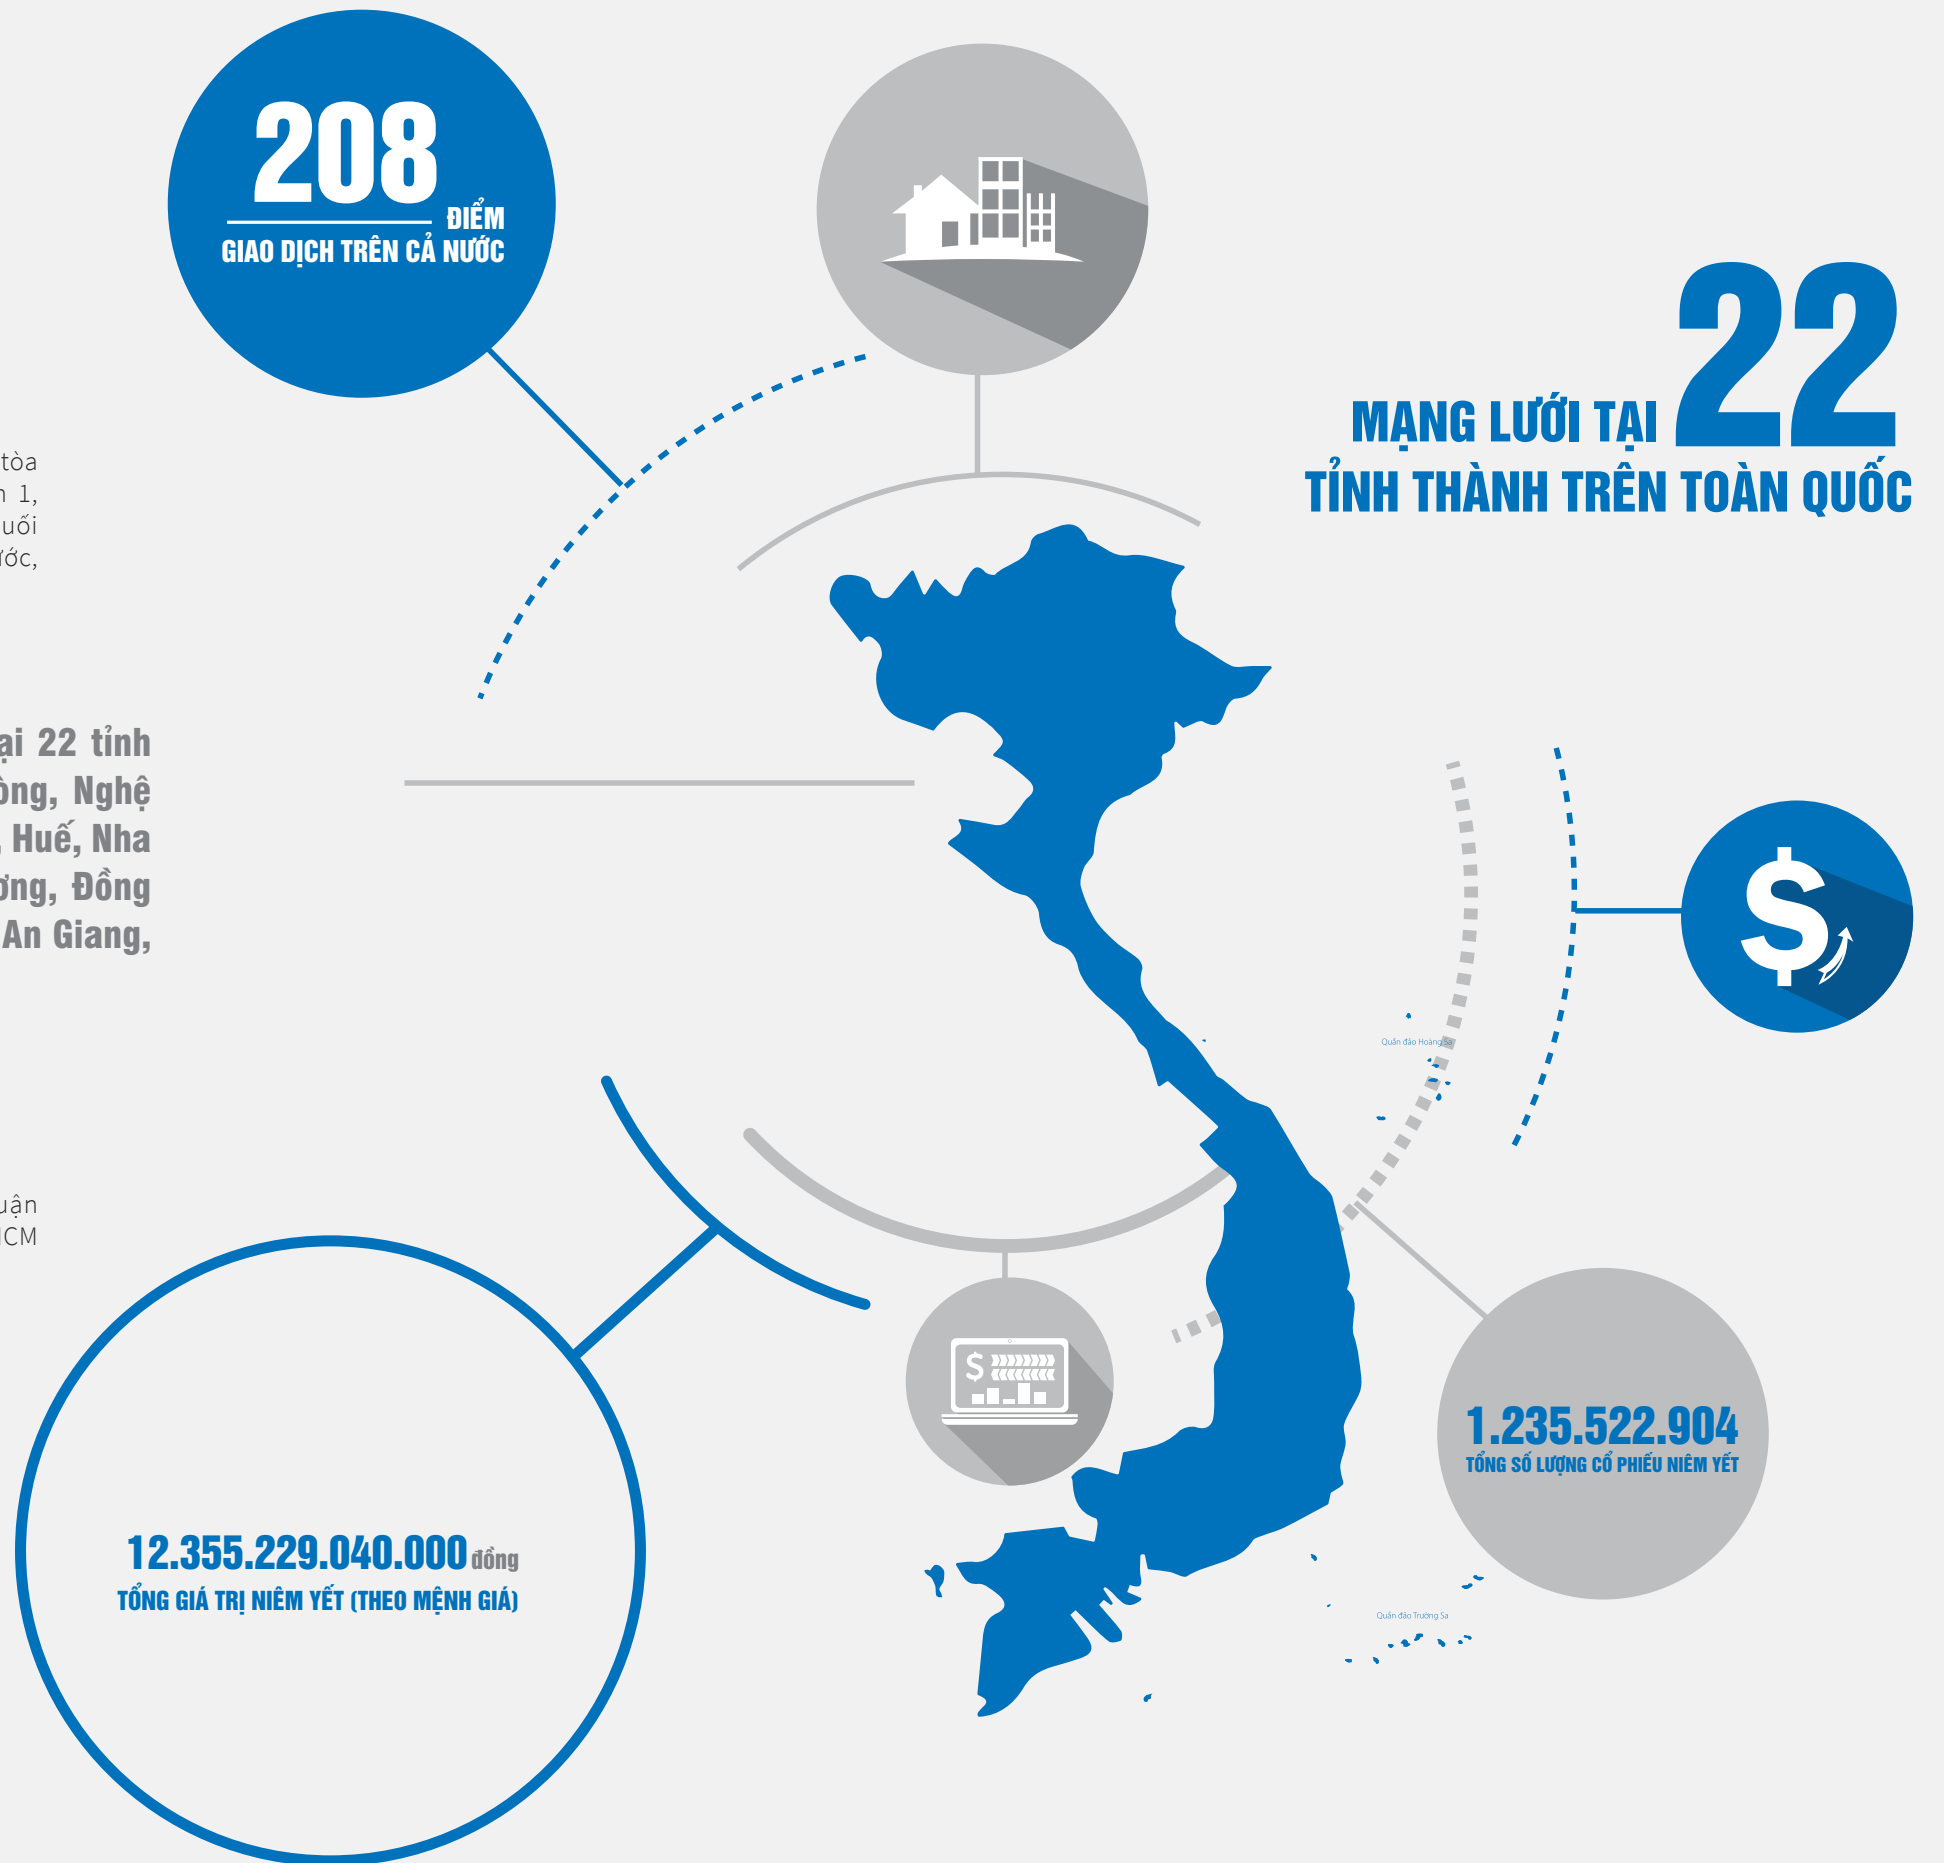 208
ĐIỂM
GIAO DỊCH TRÊN CẢ NƯỚC
MẠNG LƯỚI TẠI 22
TỈNH THÀNH TRÊN TOÀN QUỐC
tòa
1,
ước,
ại 22 tỉnh
òng, Nghệ
, Huế, Nha
ơng, Đồng
An Giang,
Quần đảo Hoàng Sa
uận
HCM
1.235.522.904
TỔNG SỐ LƯỢNG CỔ PHIẾU NIÊM YẾT
12.355.229.040.000 đồng
TỔNG GIÁ TRỊ NIÊM YẾT (THEO MỆNH GIÁ)
Quần đảo Trường Sa